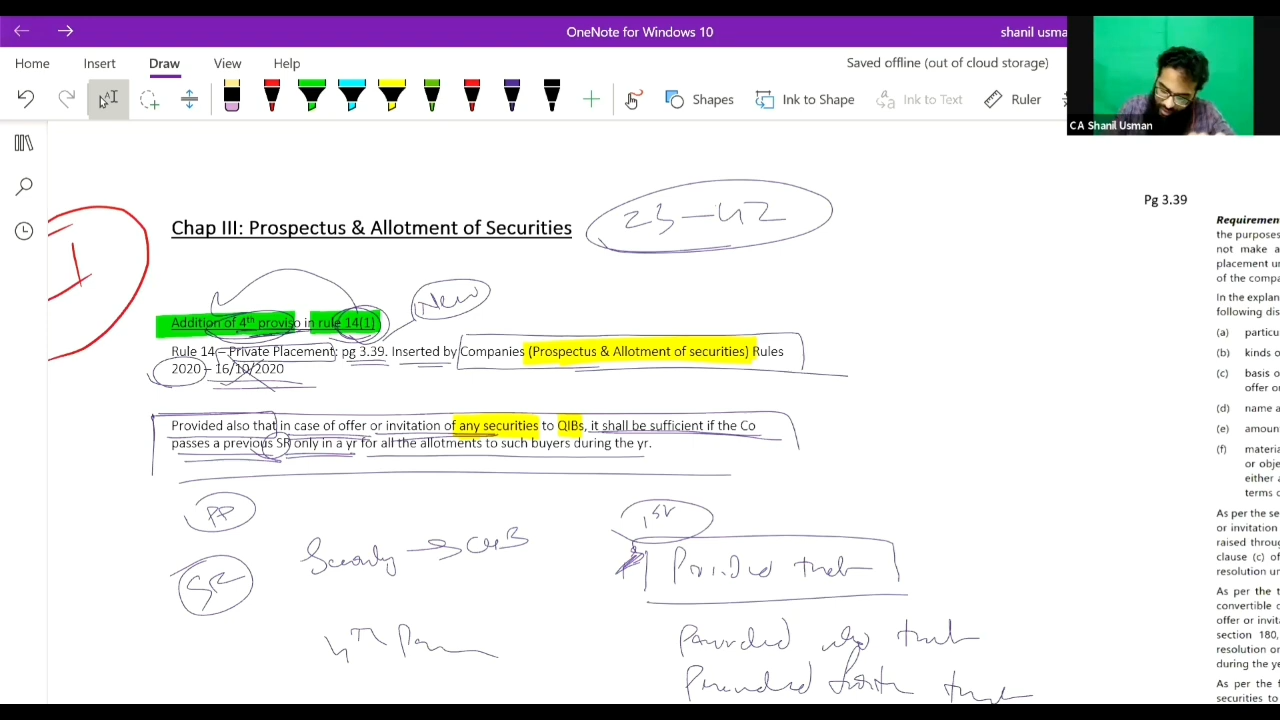 OneNote for Windows 10
shanil usma
Home Insert Draw View Help
Saved offline (out of cloud storage)
Shapes Ink to Shape Ink to Text Ruler
CA Shanil Usman
Pg 3.39
23-42
Chap III: Prospectus & Allotment of Securities
I
New
Addition of 4th proviso in rule 14(1)
Rule 14 – Private Placement: pg 3.39. Inserted by Companies (Prospectus & Allotment of securities) Rules
2020 – 16/10/2020
Provided also that in case of offer or invitation of any securities to QIBs, it shall be sufficient if the Co
passes a previous SR only in a yr for all the allotments to such buyers during the yr.
PP
1st
Security → QIB
Provided that
SR
4th
Provided also that
Provided further that
Requiremen
the purposes
not make a
placement un
of the compa
In the explan
following dis
(a) particu
(b) kinds o
(c) basis o
offer or
(d) name a
(e) amoun
(f) materia
or obje
either a
terms o
As per the se
or invitation
raised throug
clause (c) of
resolution un
As per the t
convertible d
offer or invit
section 180,
resolution or
during the ye
As per the f
securities to